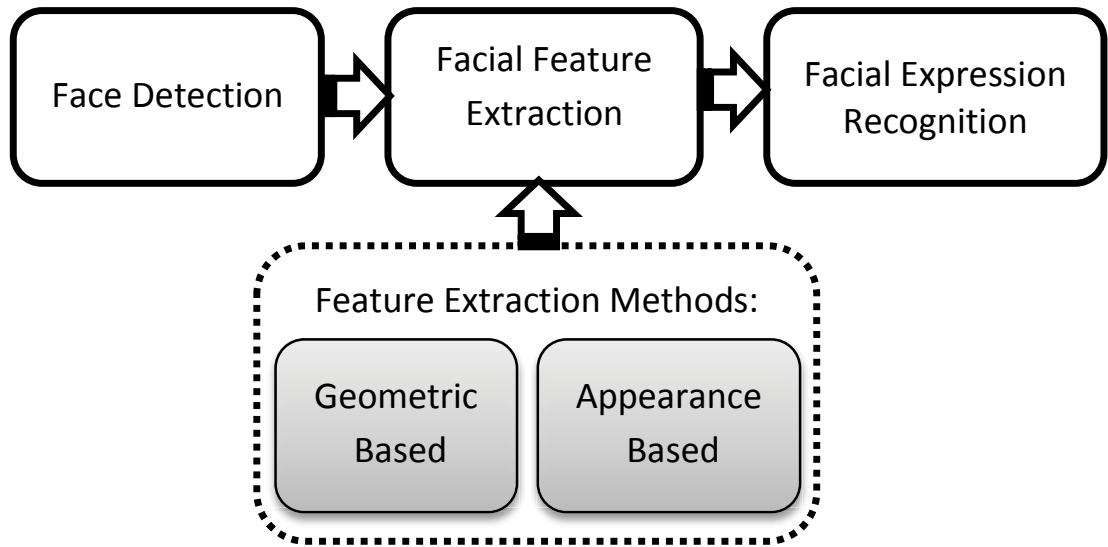 Face Detection
Facial Feature
Extraction
Facial Expression
Recognition
Feature Extraction Methods:
Geometric
Based
Appearance
Based